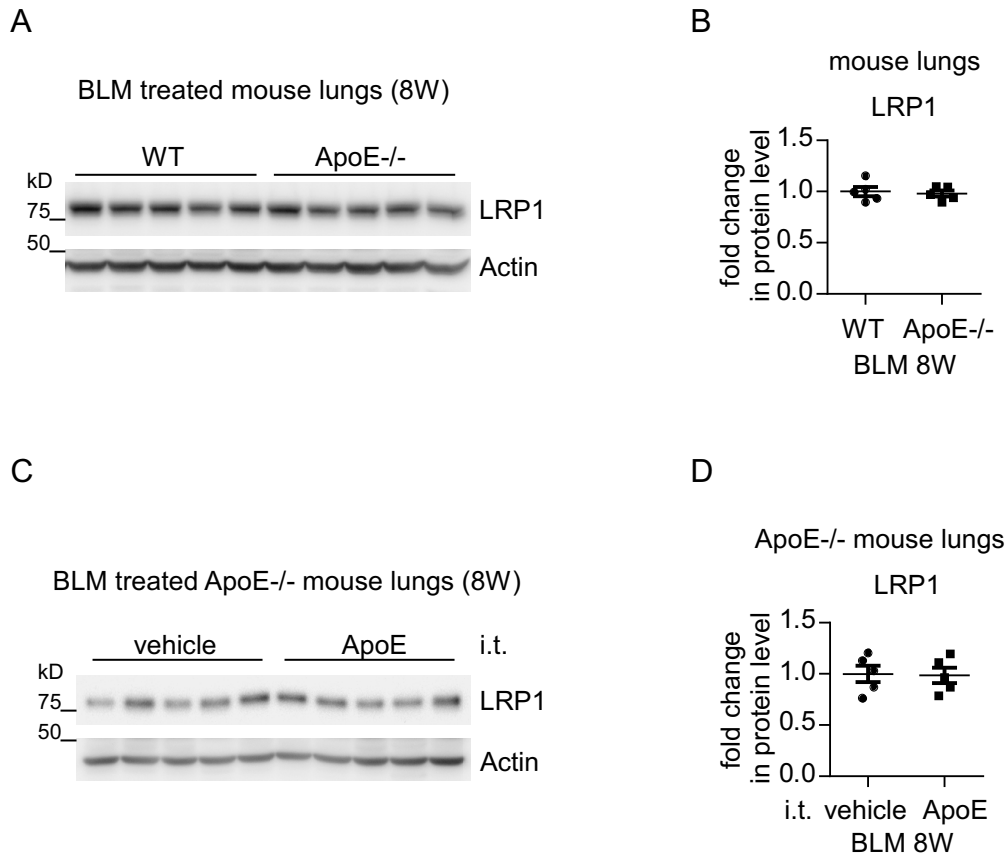 A
BLM treated mouse lungs (8W)
WT ApoE-/-
kD
75
50
LRP1
Actin
B
mouse lungs
LRP1
fold change
in protein level
1.5
1.0
0.5
0.0
WT ApoE-/-
BLM 8W
C
BLM treated ApoE-/- mouse lungs (8W)
vehicle ApoE i.t.
kD
75
50
LRP1
Actin
D
ApoE-/- mouse lungs
LRP1
fold change
in protein level
1.5
1.0
0.5
0.0
i.t. vehicle ApoE
BLM 8W